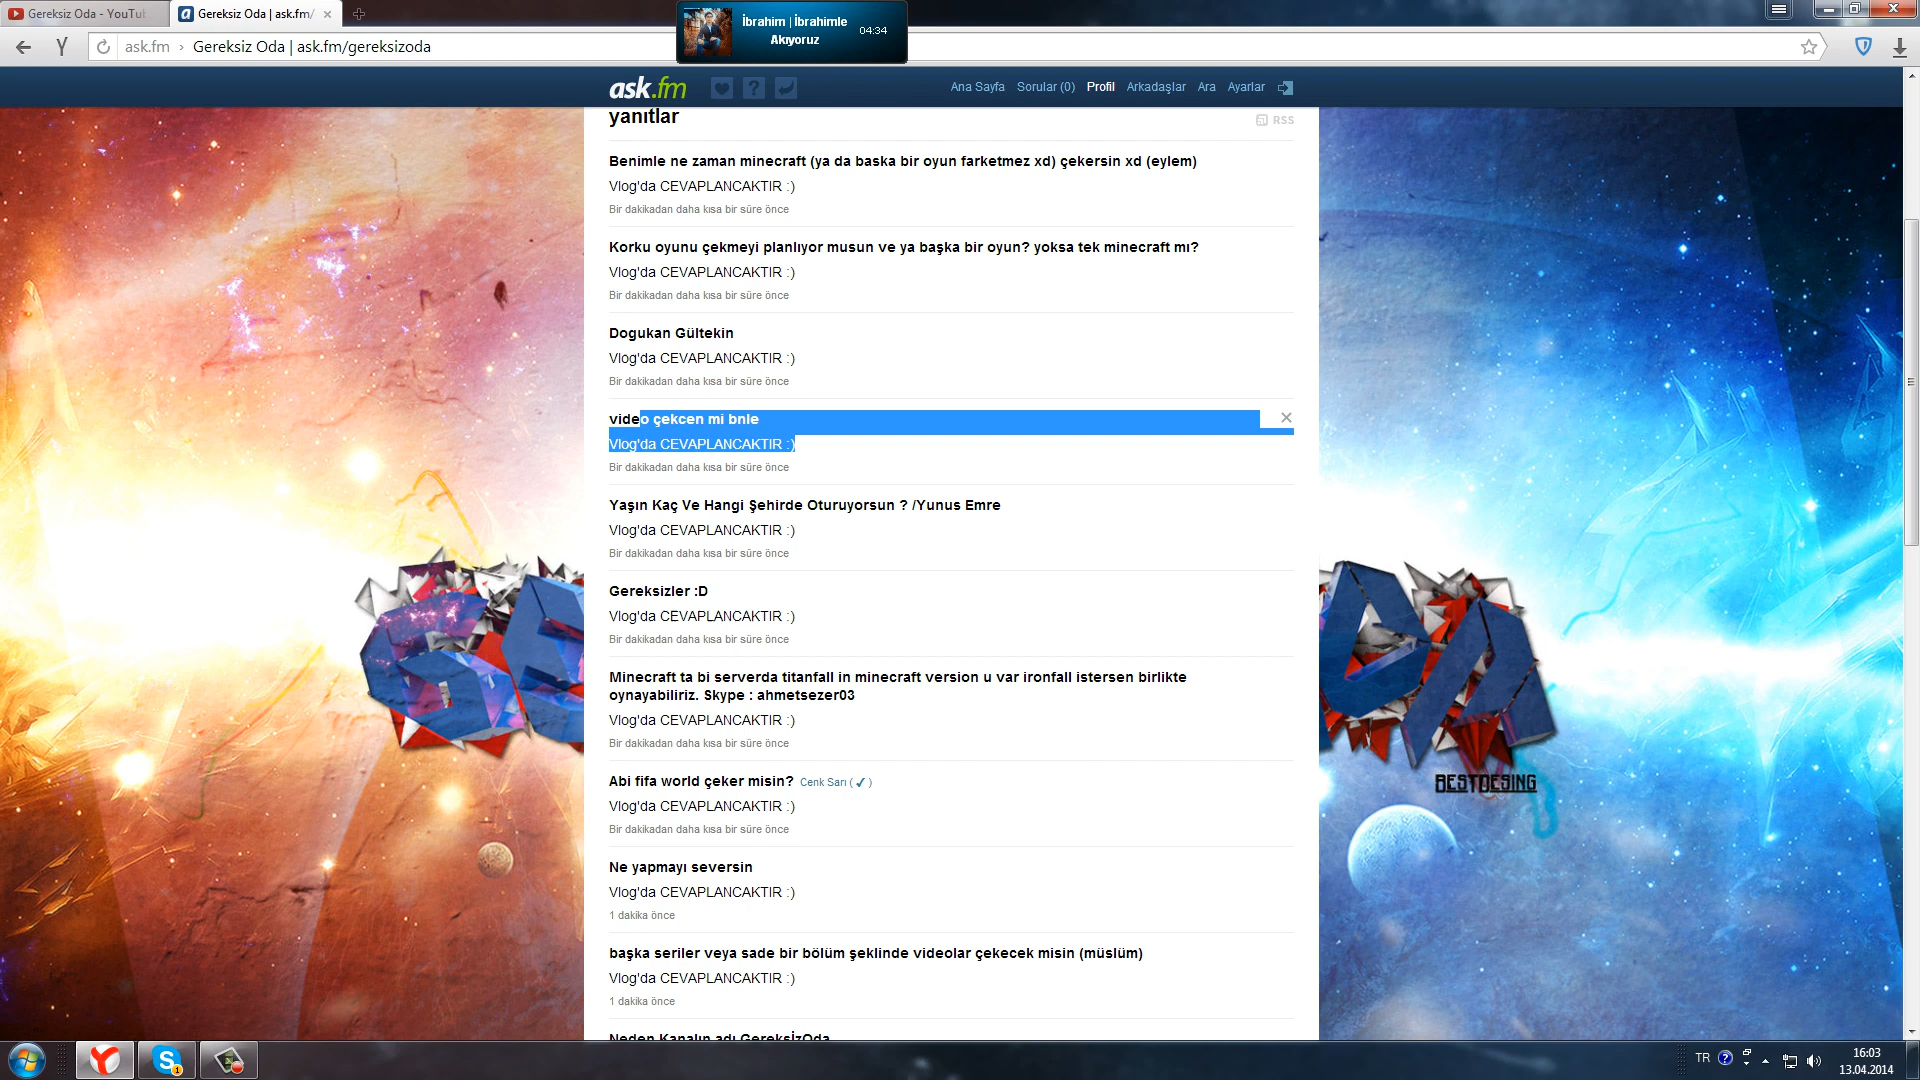 Gereksiz Oda - YouTu
Gereksiz Oda | ask.fm/
İbrahim | İbrahimle
Akıyoruz
04:34
ask.fm › Gereksiz Oda | ask.fm/gereksizoda
ask.fm
Ana Sayfa Sorular (0) Profil Arkadaşlar Ara Ayarlar
yanıtlar
RSS
Benimle ne zaman minecraft (ya da baska bir oyun farketmez xd) çekersin xd (eylem)
Vlog'da CEVAPLANCAKTIR :)
Bir dakikadan daha kısa bir süre önce
Korku oyunu çekmeyi planlıyor musun ve ya başka bir oyun? yoksa tek minecraft mı?
Vlog'da CEVAPLANCAKTIR :)
Bir dakikadan daha kısa bir süre önce
Dogukan Gültekin
Vlog'da CEVAPLANCAKTIR :)
Bir dakikadan daha kısa bir süre önce
video çekcen mi bnle
Vlog'da CEVAPLANCAKTIR :)
Bir dakikadan daha kısa bir süre önce
Yaşın Kaç Ve Hangi Şehirde Oturuyorsun ? /Yunus Emre
Vlog'da CEVAPLANCAKTIR :)
Bir dakikadan daha kısa bir süre önce
Gereksizler :D
Vlog'da CEVAPLANCAKTIR :)
Bir dakikadan daha kısa bir süre önce
Minecraft ta bi serverda titanfall in minecraft version u var ironfall istersen birlikte
oynayabiliriz. Skype : ahmetsezer03
Vlog'da CEVAPLANCAKTIR :)
Bir dakikadan daha kısa bir süre önce
Abi fifa world çeker misin? Cenk Sarı ( ✔ )
Vlog'da CEVAPLANCAKTIR :)
Bir dakikadan daha kısa bir süre önce
Ne yapmayı seversin
Vlog'da CEVAPLANCAKTIR :)
1 dakika önce
başka seriler veya sade bir bölüm şeklinde videolar çekecek misin (müslüm)
Vlog'da CEVAPLANCAKTIR :)
1 dakika önce
Neden Kanalın adı GereksİzOda
BESTDESING
TR
16:03
13.04.2014